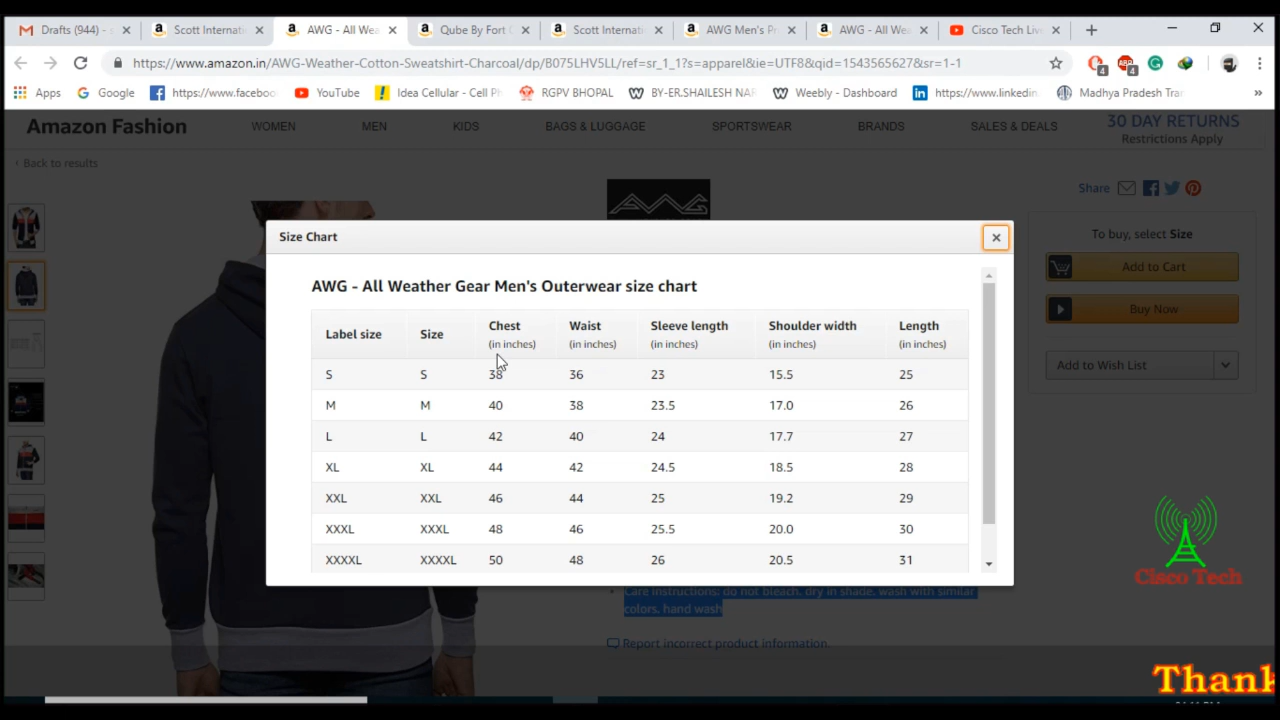 Drafts (944) -
Scott Internati
AWG - All Wea
Qube By Fort C
Scott Internati
AWG Men's P
AWG - All Wea
Cisco Tech Liv
https://www.amazon.in/AWG-Weather-Cotton-Sweatshirt-Charcoal/dp/B075LHV5LL/ref=sr_1_1?s=apparel&ie=UTF8&qid=1543565627&sr=1-1
4
4
Apps
Google
https://www.faceboo
YouTube
Idea Cellular - Cell Ph
RGPV BHOPAL
BY-ER.SHAILESH NAR
Weebly - Dashboard
https://www.linkedin
Madhya Pradesh Tra
»
Amazon Fashion
WOMEN
MEN
KIDS
BAGS & LUGGAGE
SPORTSWEAR
BRANDS
SALES & DEALS
30 DAY RETURNS
Restrictions Apply
‹ Back to results
Share
AWG
Size Chart
To buy, select Size
Add to Cart
Buy Now
Add to Wish List
AWG - All Weather Gear Men's Outerwear size chart
Label size Size Chest (in inches) Waist (in inches) Sleeve length (in inches) Shoulder width (in inches) Length (in inches)
S S 38 36 23 15.5 25
M M 40 38 23.5 17.0 26
L L 42 40 24 17.7 27
XL XL 44 42 24.5 18.5 28
XXL XXL 46 44 25 19.2 29
XXXL XXXL 48 46 25.5 20.0 30
XXXXL XXXXL 50 48 26 20.5 31
Care instructions: do not bleach, dry in shade, wash with similar
colors, hand wash
Report incorrect product information.
Cisco Tech
Thank